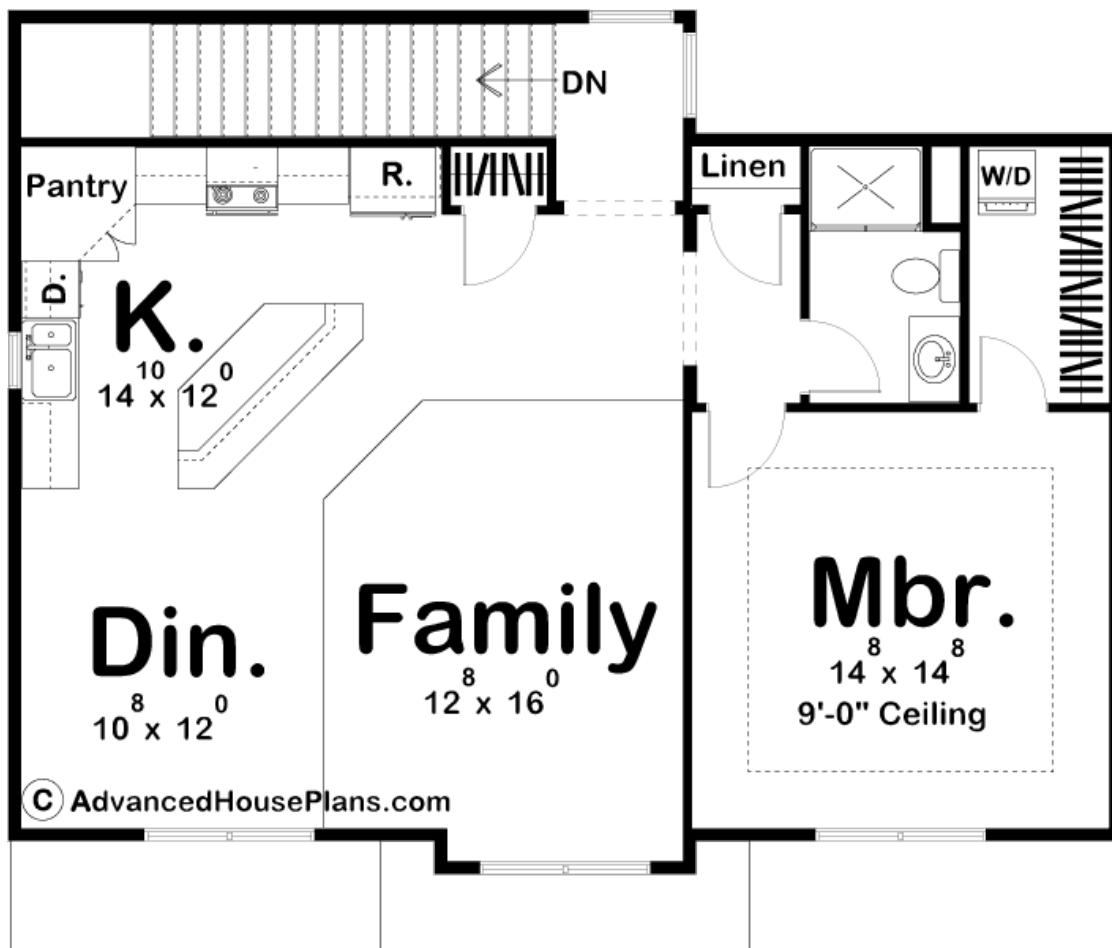 DN
Pantry
R.
Linen
W/D
D.
K.
14 10 x 12 0
Din.
10 8 x 12 0
Family
12 8 x 16 0
Mbr.
14 8 x 14 8
9'-0" Ceiling
© AdvancedHousePlans.com